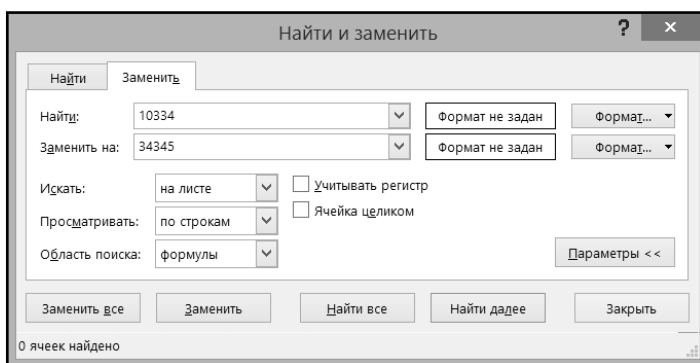 Найти и заменить ? ×
Найти Заменить
Найти: 10334 Формат не задан Формат...
Заменить на: 34345 Формат не задан Формат...
Искать: на листе Учитывать регистр
Просматривать: по строкам Ячейка целиком
Область поиска: формулы Параметры <<
Заменить все Заменить Найти все Найти далее Закрыть
0 ячеек найдено